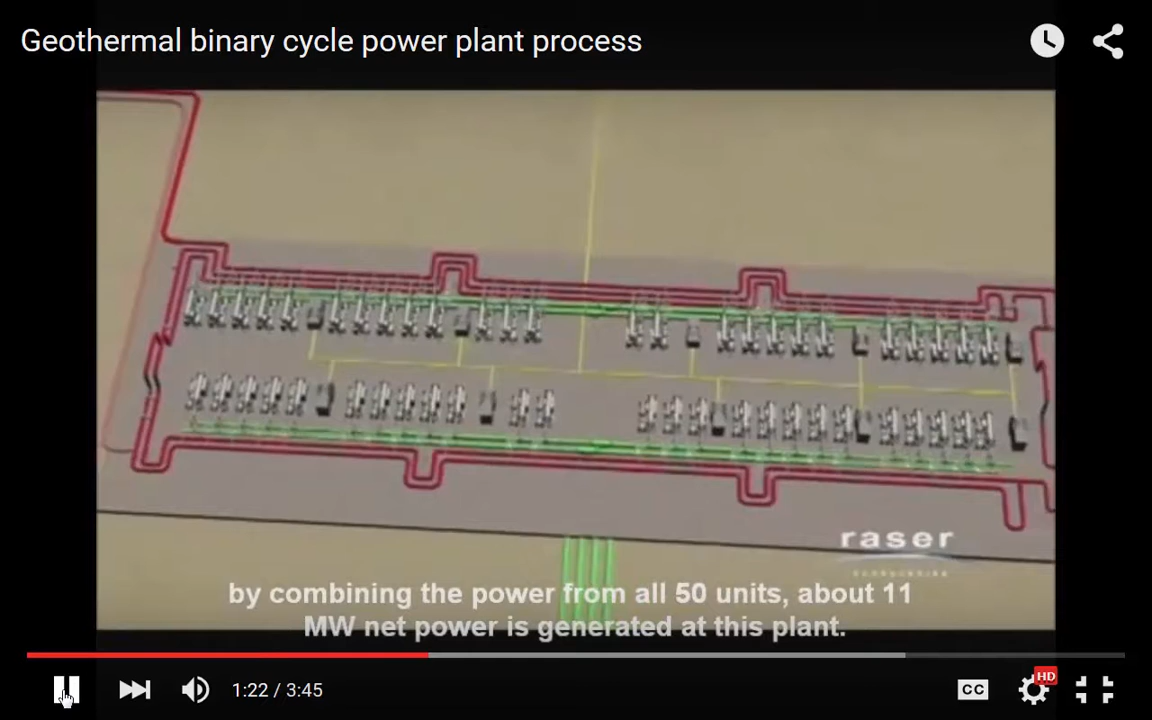 Geothermal binary cycle power plant process
raser
by combining the power from all 50 units, about 11
MW net power is generated at this plant.
1:22 / 3:45
CC
HD